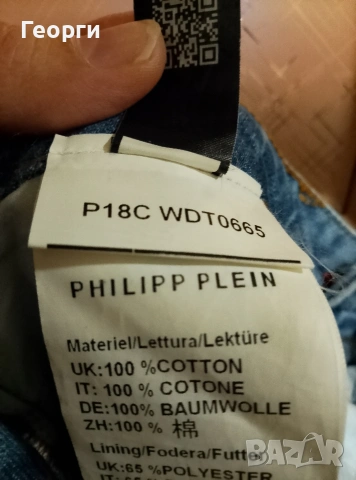 Георги
P18C WDT0665
PHILIPP PLEIN
Materiel/Lettura/Lektüre
UK:100 %COTTON
IT: 100 % COTONE
DE:100% BAUMWOLLE
ZH:100 % 棉
Lining/Fodera/Futter
UK:65 %POLYESTER
bazar